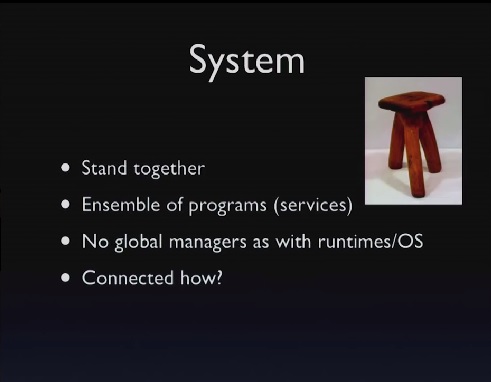 System
• Stand together
• Ensemble of programs (services)
• No global managers as with runtimes/OS
• Connected how?